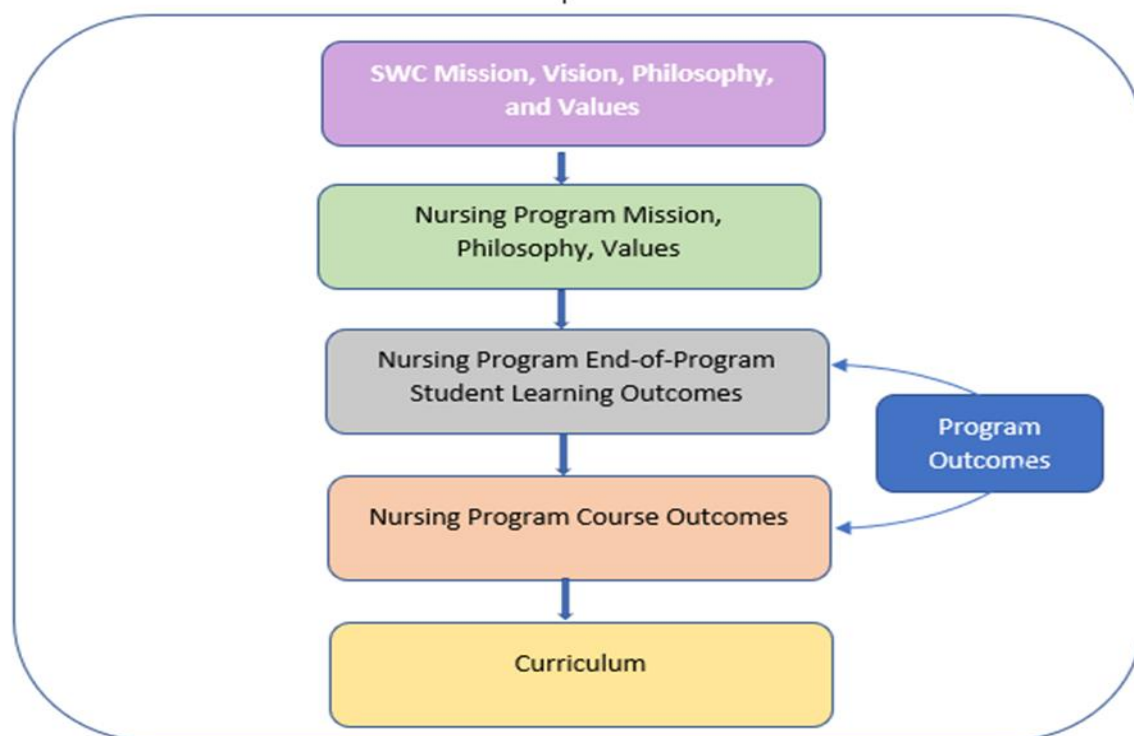 SWC Mission, Vision, Philosophy,
and Values
Nursing Program Mission,
Philosophy, Values
Nursing Program End-of-Program
Student Learning Outcomes
Program
Outcomes
Nursing Program Course Outcomes
Curriculum